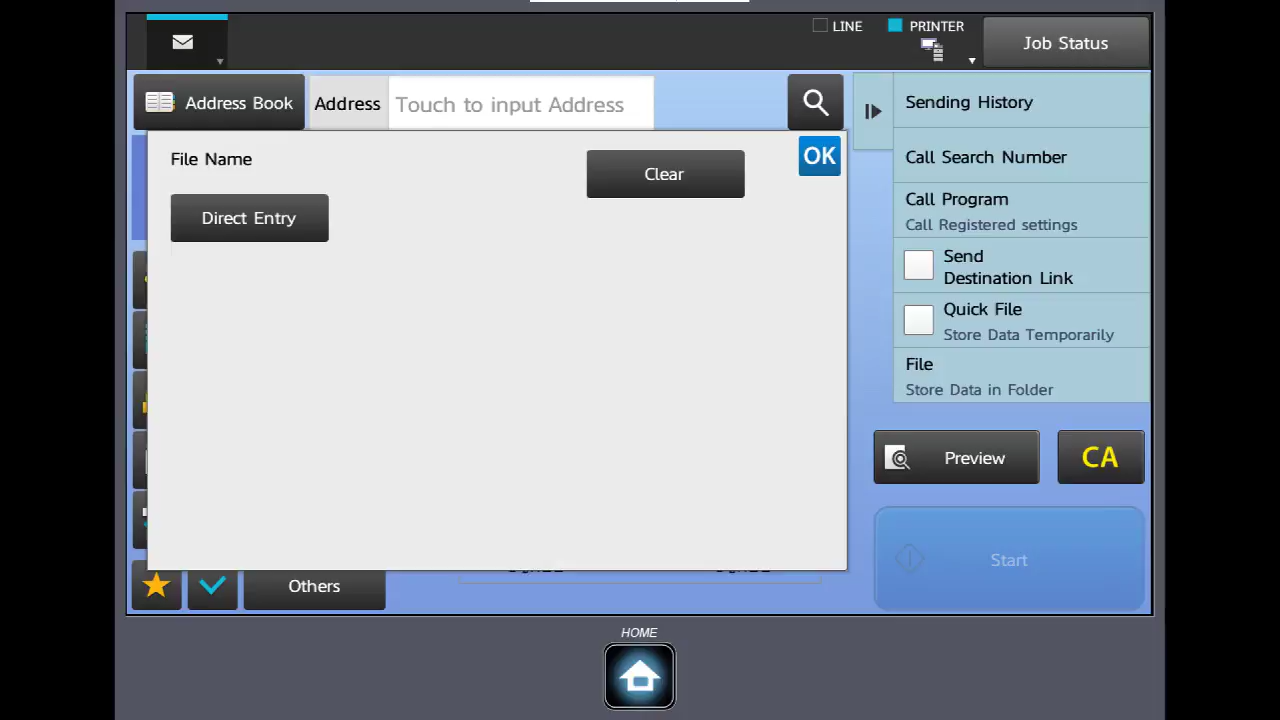 LINE
PRINTER
Job Status
Address Book
Address
Touch to input Address
Sending History
File Name
Clear
OK
Call Search Number
Direct Entry
Call Program
Call Registered settings
Send
Destination Link
Quick File
Store Data Temporarily
File
Store Data in Folder
Preview
CA
Start
Others
HOME